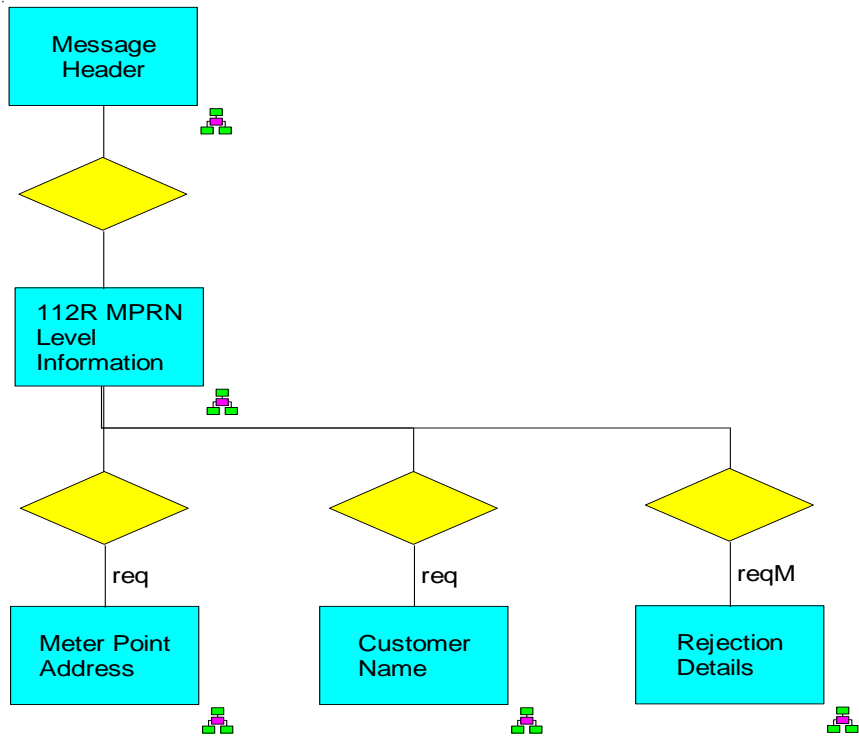 Message
Header
112R MPRN
Level
Information
req
req
reqM
Meter Point
Address
Customer
Name
Rejection
Details